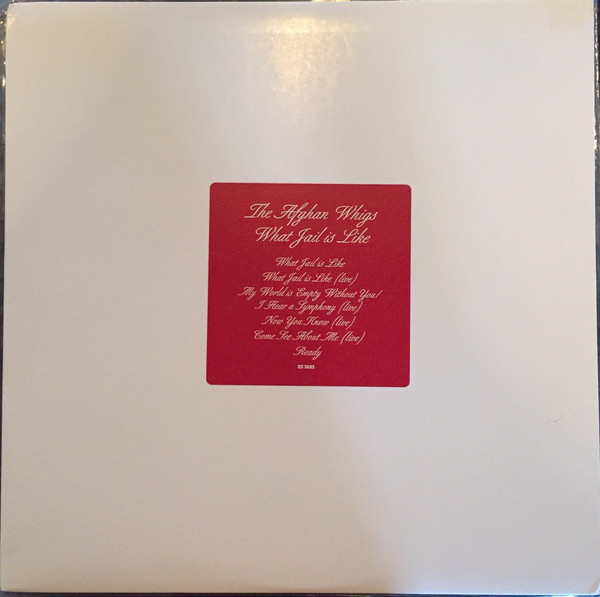 The Afghan Whigs
What Jail is Like
What Jail is Like
What Jail is Like (live)
My World is Empty Without You/
I Hear a Symphony (live)
Now You Know (live)
Come See About Me (live)
Ready